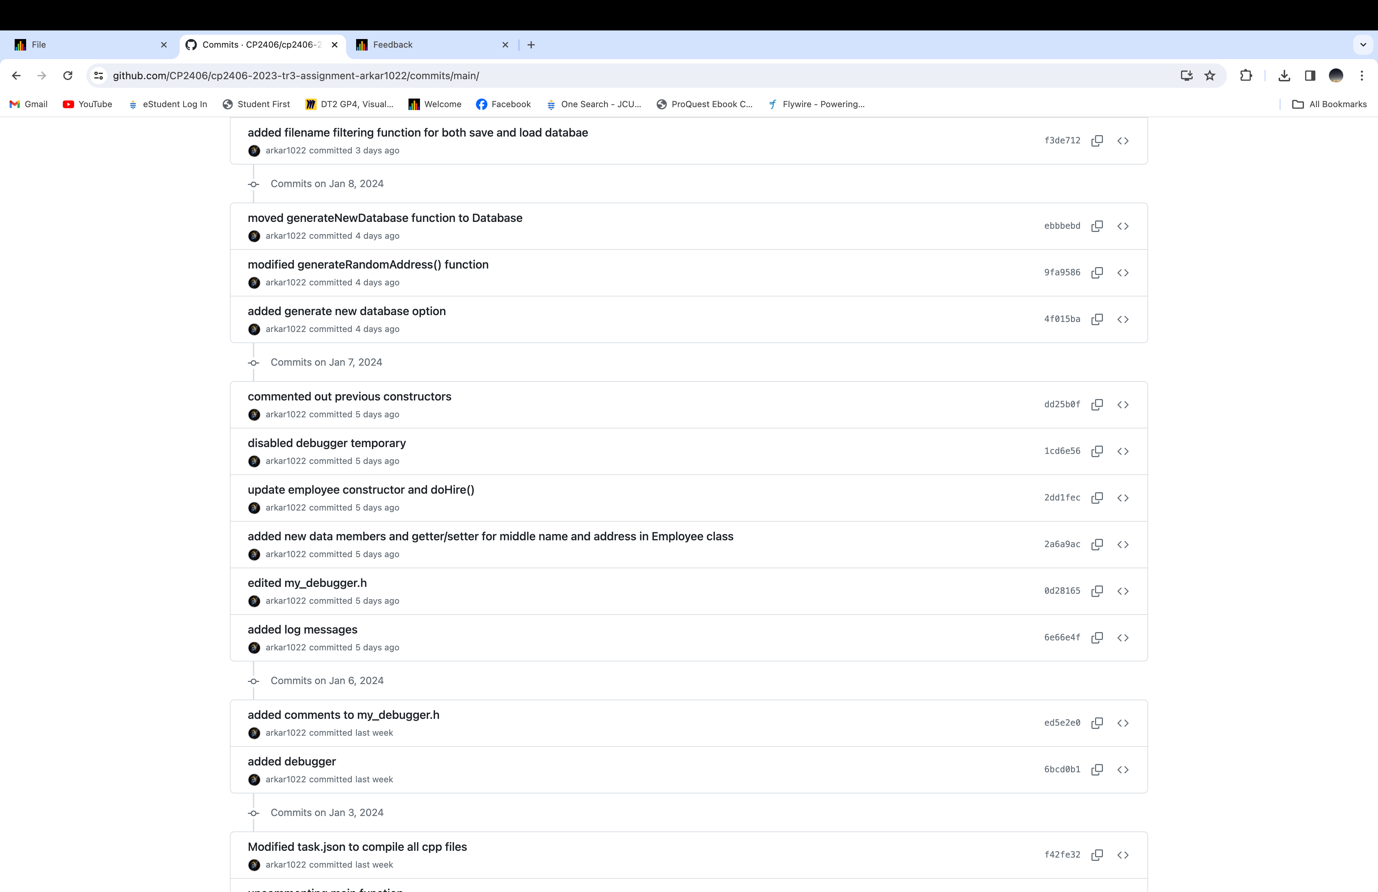 File
Commits · CP2406/cp2406-2
Feedback
github.com/CP2406/cp2406-2023-tr3-assignment-arkar1022/commits/main/
Gmail
YouTube
eStudent Log In
Student First
DT2 GP4, Visual...
Welcome
Facebook
One Search - JCU...
ProQuest Ebook C...
Flywire - Powering...
All Bookmarks
added filename filtering function for both save and load databae
arkar1022 committed 3 days ago
f3de712
Commits on Jan 8, 2024
moved generateNewDatabase function to Database
arkar1022 committed 4 days ago
ebbbebd
modified generateRandomAddress() function
arkar1022 committed 4 days ago
9fa9586
added generate new database option
arkar1022 committed 4 days ago
4f015ba
Commits on Jan 7, 2024
commented out previous constructors
arkar1022 committed 5 days ago
dd25b0f
disabled debugger temporary
arkar1022 committed 5 days ago
1cd6e56
update employee constructor and doHire()
arkar1022 committed 5 days ago
2dd1fec
added new data members and getter/setter for middle name and address in Employee class
arkar1022 committed 5 days ago
2a6a9ac
edited my_debugger.h
arkar1022 committed 5 days ago
0d28165
added log messages
arkar1022 committed 5 days ago
6e66e4f
Commits on Jan 6, 2024
added comments to my_debugger.h
arkar1022 committed last week
ed5e2e0
added debugger
arkar1022 committed last week
6bcd0b1
Commits on Jan 3, 2024
Modified task.json to compile all cpp files
arkar1022 committed last week
f42fe32